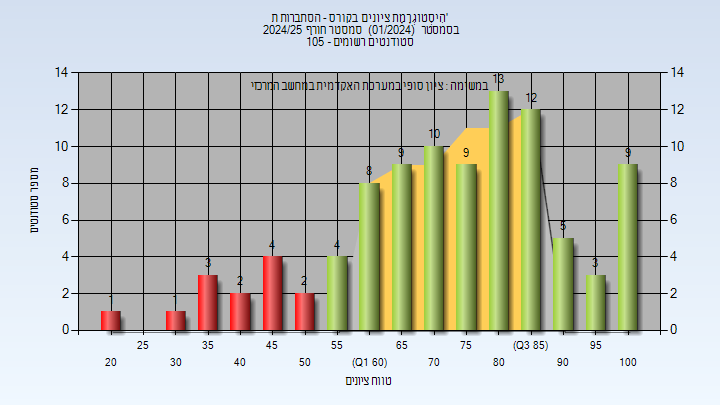 היסטוגרמת ציונים בקורס - הסתברות ת'
בסמסטר (01/2024) סמסטר חורף 2024/25
סטודנטים רשומים - 105
במשימה : ציון סופי במערכת האקדמית במחשב המרכזי
מספר סטודנטים
14 12 10 8 6 4 2 0
14 12 10 8 6 4 2 0
1 1 3 2 4 2 4 8 9 10 9 13 12 5 3 9
25 35 45 55 65 75 (Q3 85) 95
20 30 40 50 (Q1 60) 70 80 90 100
טווח ציונים